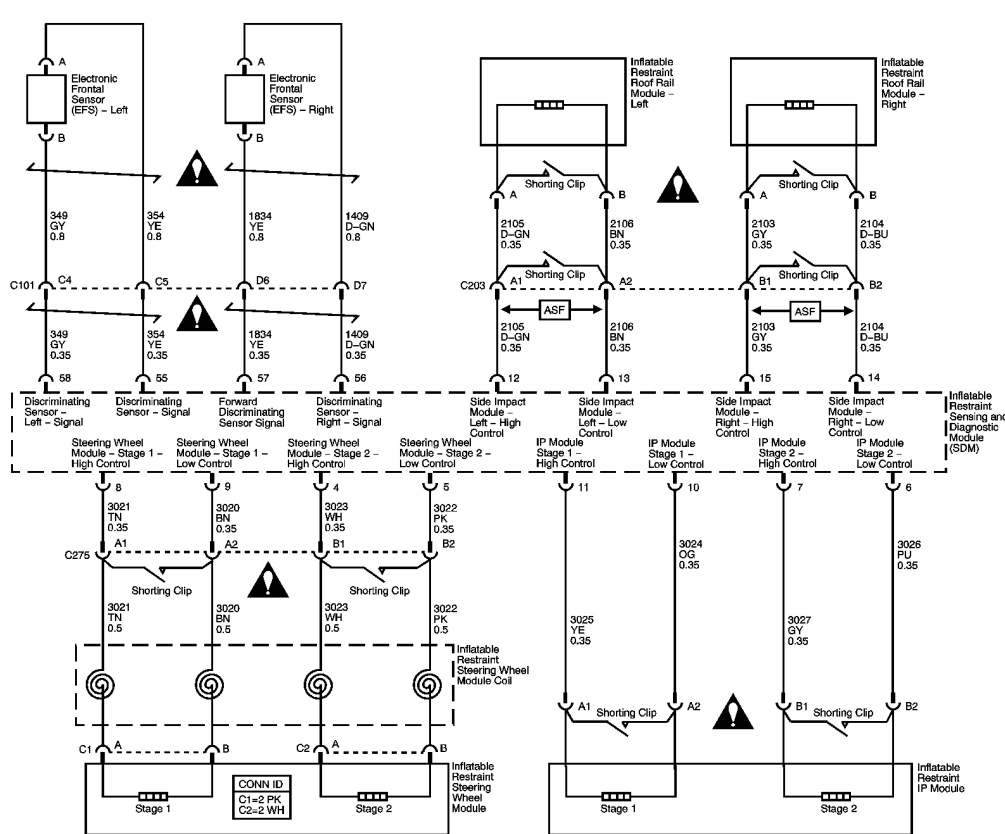 A
Electronic
Frontal
Sensor
(EFS) – Left
B
A
Electronic
Frontal
Sensor
(EFS) – Right
B
Inflatable
Restraint
Roof Rail
Module –
Left
Inflatable
Restraint
Roof Rail
Module –
Right
Shorting Clip
A
B
Shorting Clip
A
B
349
GY
0.8
354
YE
0.8
1834
YE
0.8
1409
D–GN
0.8
2105
D–GN
0.35
2106
BN
0.35
2103
GY
0.35
2104
D–BU
0.35
C101
C4
C5
D6
D7
C203
A1
Shorting Clip
A2
B1
Shorting Clip
B2
ASF
ASF
349
GY
0.35
354
YE
0.35
1834
YE
0.35
1409
D–GN
0.35
2105
D–GN
0.35
2106
BN
0.35
2103
GY
0.35
2104
D–BU
0.35
58
55
57
56
12
13
15
14
Discriminating
Sensor –
Left – Signal
Discriminating
Sensor – Signal
Forward
Discriminating
Sensor Signal
Discriminating
Sensor –
Right – Signal
Side Impact
Module –
Left – High
Control
Side Impact
Module –
Left – Low
Control
Side Impact
Module –
Right – High
Control
Side Impact
Module –
Right – Low
Control
Inflatable
Restraint
Sensing and
Diagnostic
Module
(SDM)
Steering Wheel
Module – Stage 1 –
High Control
Steering Wheel
Module – Stage 1 –
Low Control
Steering Wheel
Module – Stage 2 –
High Control
Steering Wheel
Module – Stage 2 –
Low Control
IP Module
Stage 1 –
High Control
IP Module
Stage 1 –
Low Control
IP Module
Stage 2 –
High Control
IP Module
Stage 2 –
Low Control
8
9
4
5
11
10
7
6
3021
TN
0.35
3020
BN
0.35
3023
WH
0.35
3022
PK
0.35
3024
OG
0.35
3026
PU
0.35
C275
A1
A2
B1
B2
Shorting Clip
Shorting Clip
3021
TN
0.5
3020
BN
0.5
3023
WH
0.5
3022
PK
0.5
3025
YE
0.35
3027
GY
0.35
Inflatable
Restraint
Steering Wheel
Module Coil
A1
Shorting Clip
A2
B1
Shorting Clip
B2
C1
A
B
C2
A
B
Inflatable
Restraint
Steering
Wheel
Module
Inflatable
Restraint
IP Module
Stage 1
CONN ID
C1=2 PK
C2=2 WH
Stage 2
Stage 1
Stage 2